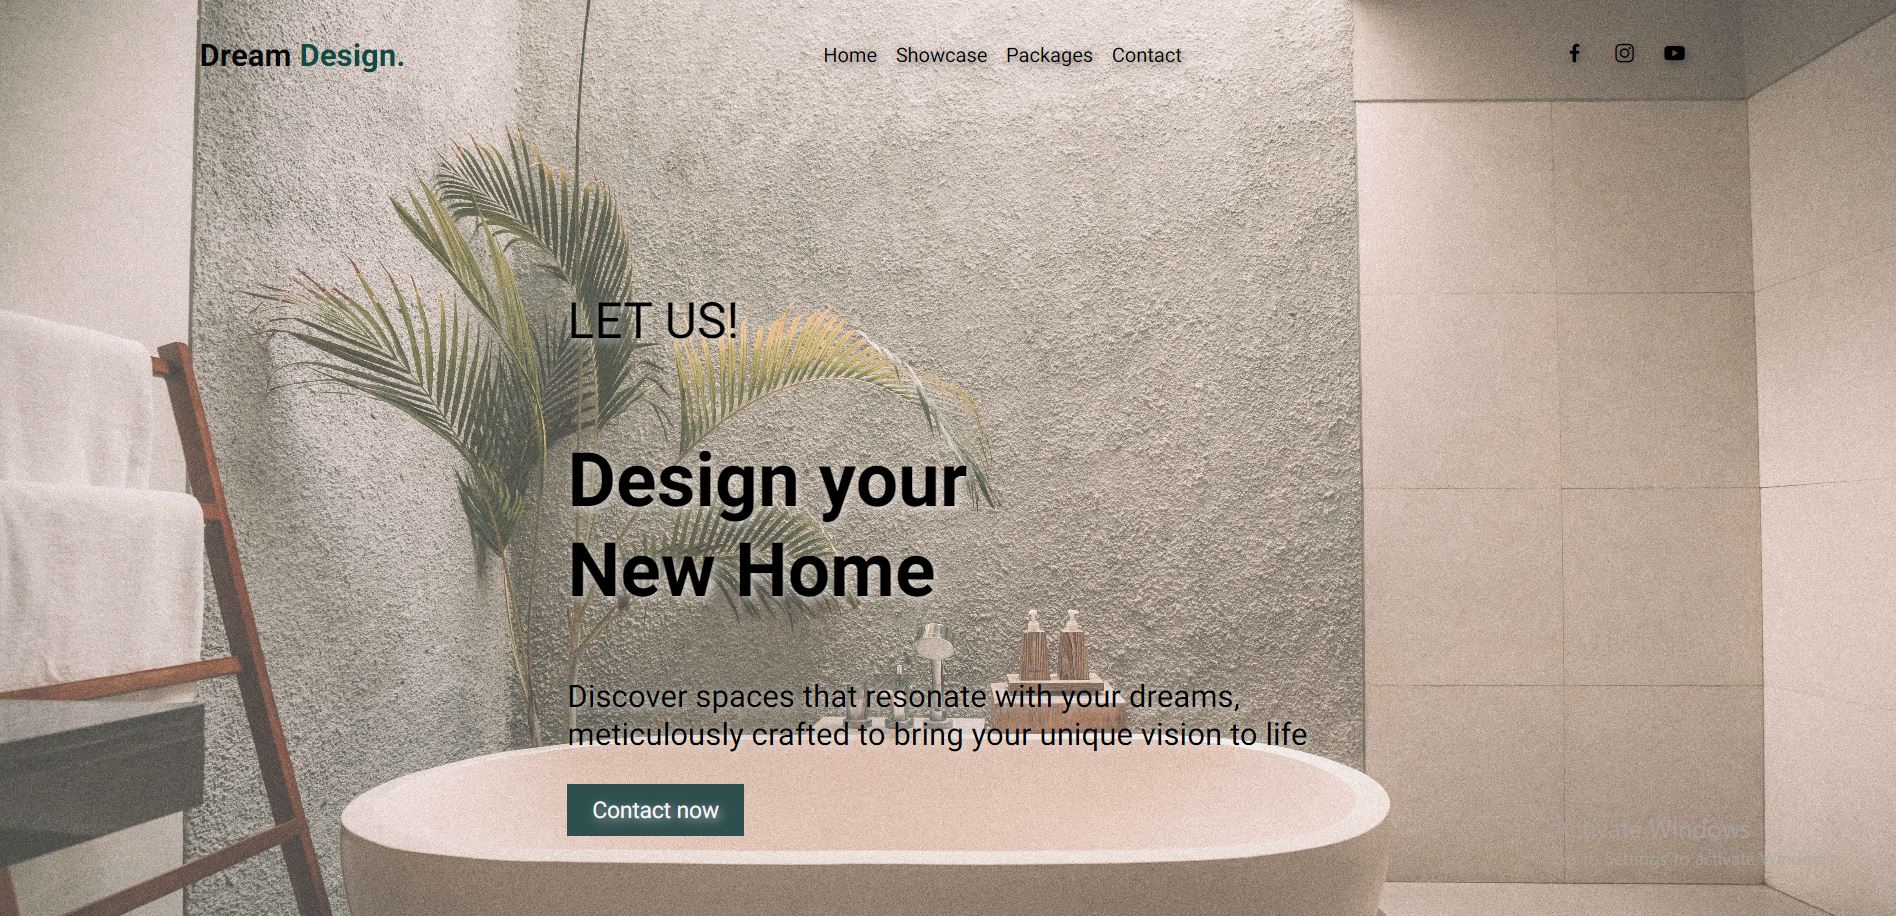 Dream Design.
Home Showcase Packages Contact
LET US!
Design your
New Home
Discover spaces that resonate with your dreams,
meticulously crafted to bring your unique vision to life
Contact now
Activate Windows
Go to Settings to activate Windows.